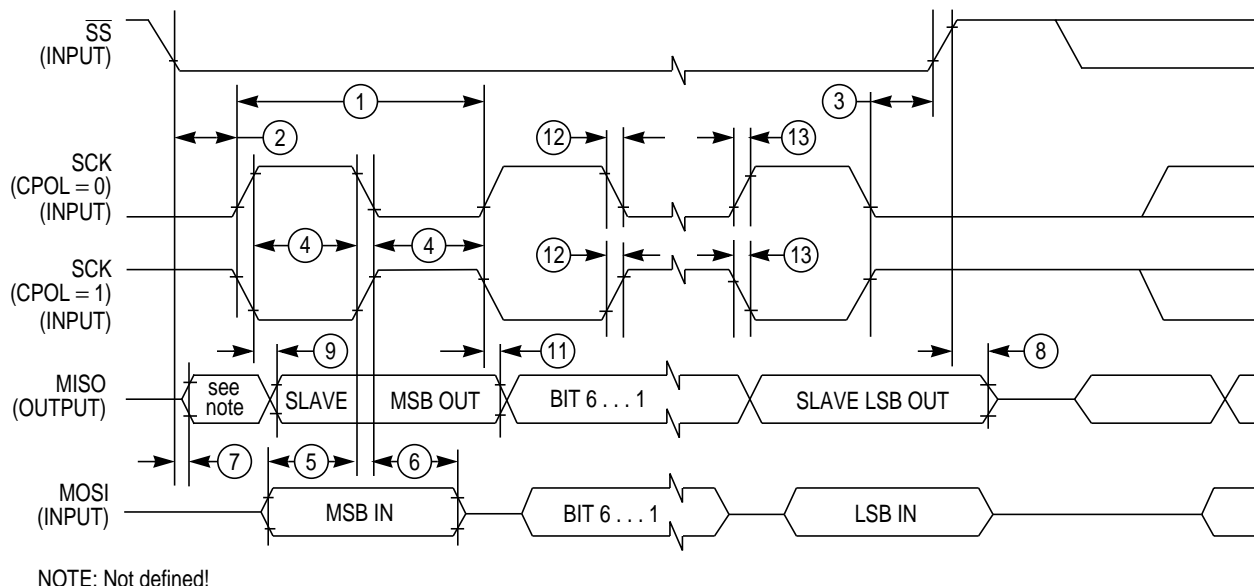 SS
(INPUT)
1
3
2
12
13
SCK
(CPOL = 0)
(INPUT)
4
4
12
13
SCK
(CPOL = 1)
(INPUT)
9
11
8
MISO
(OUTPUT)
see
note
SLAVE
MSB OUT
BIT 6 . . . 1
SLAVE LSB OUT
7
5
6
MOSI
(INPUT)
MSB IN
BIT 6 . . . 1
LSB IN
NOTE: Not defined!